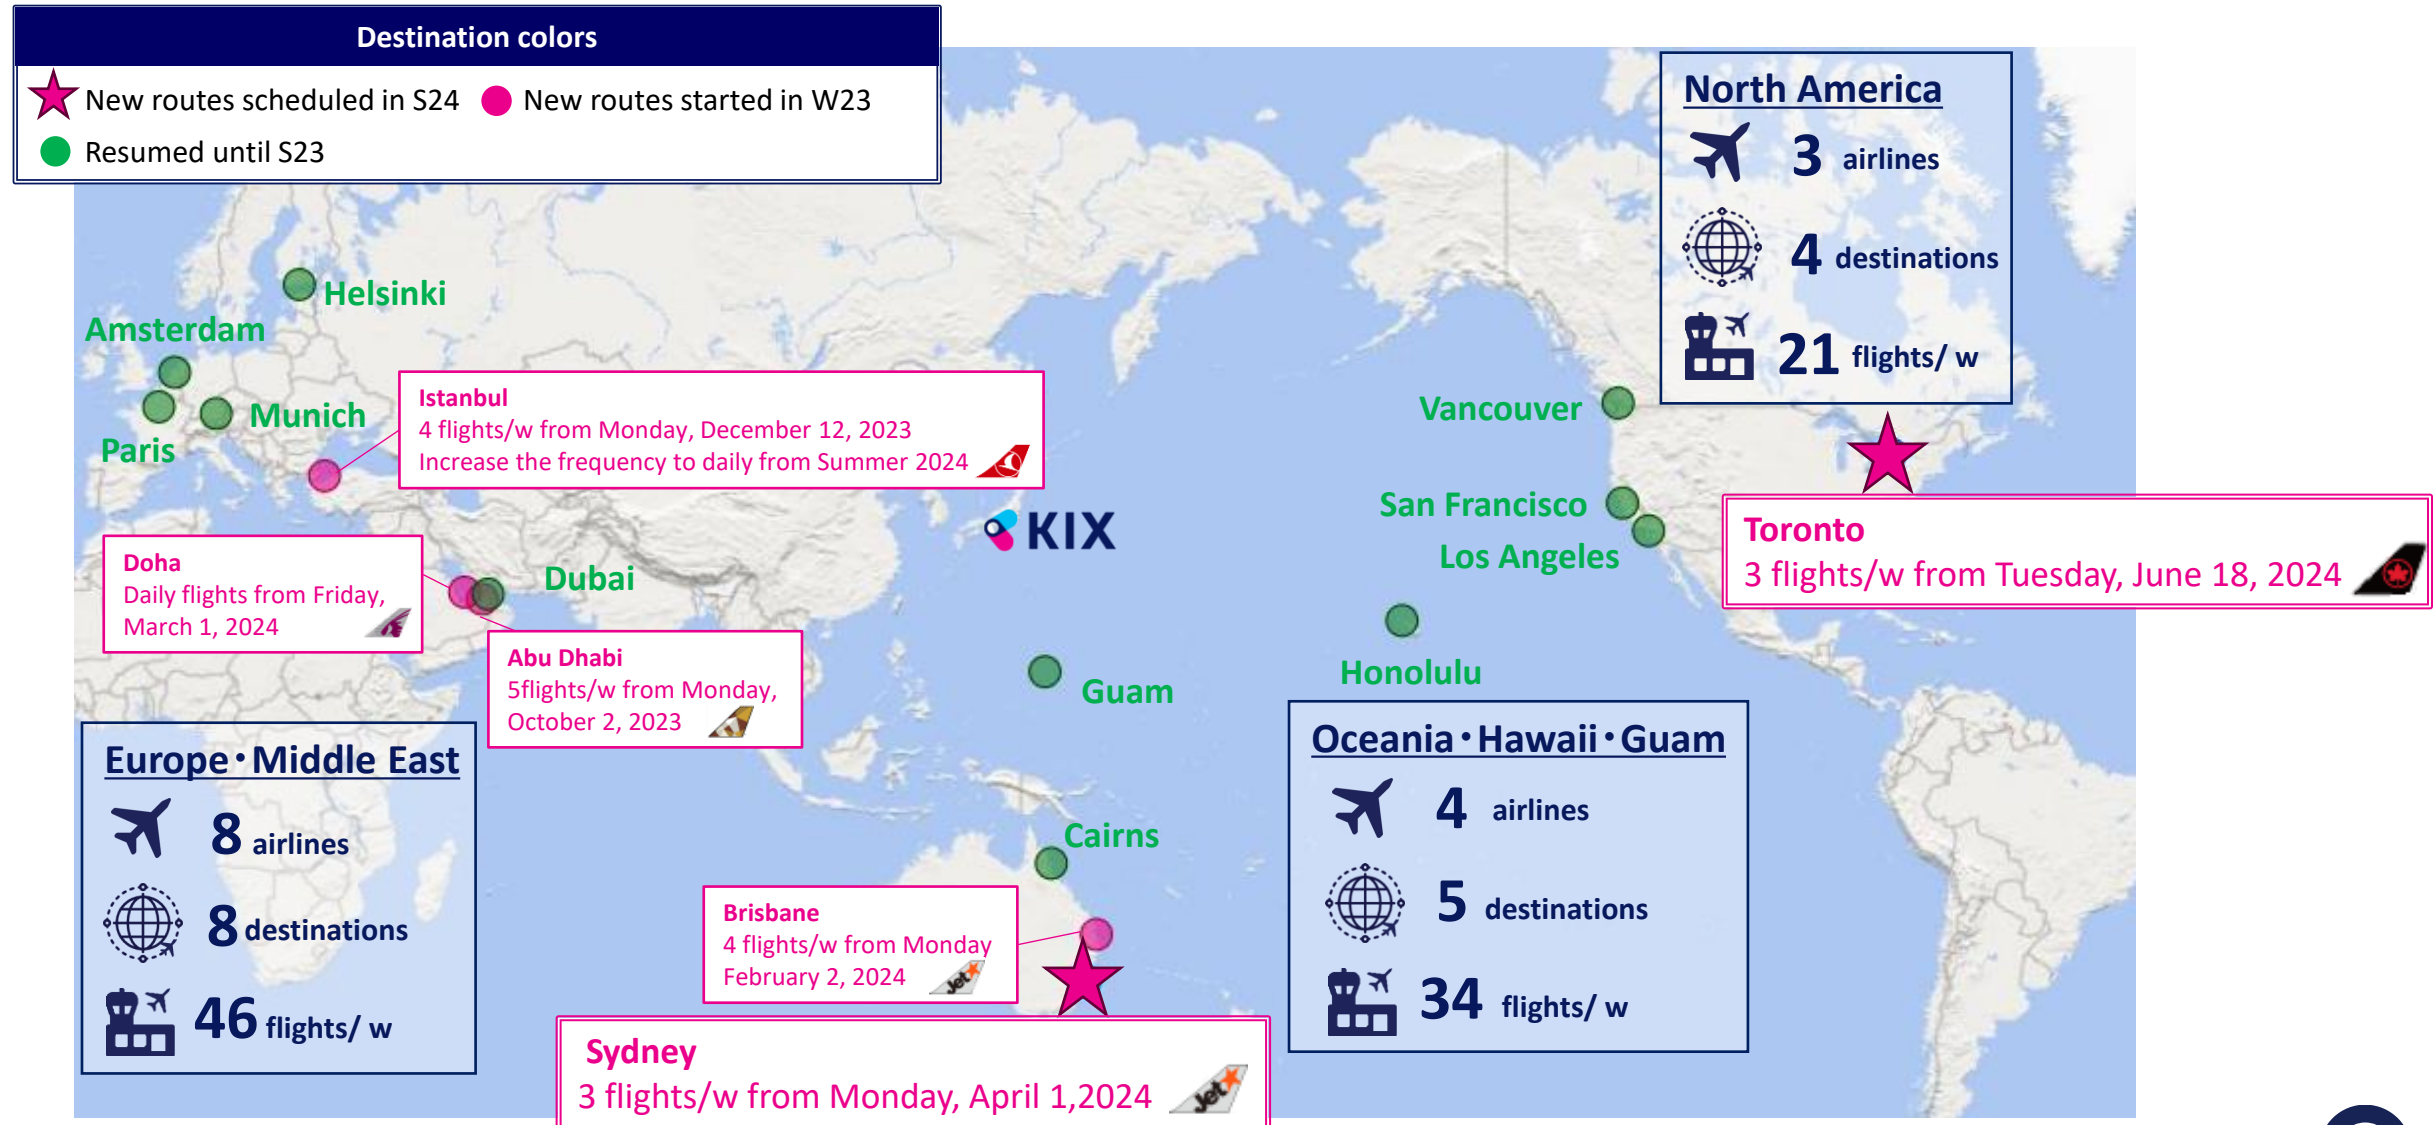 Destination colors
New routes scheduled in S24
New routes started in W23
Resumed until S23
North America
3 airlines
4 destinations
21 flights/ w
Helsinki
Amsterdam
Munich
Paris
Istanbul
4 flights/w from Monday, December 12, 2023
Increase the frequency to daily from Summer 2024
Vancouver
San Francisco
Los Angeles
KIX
Toronto
3 flights/w from Tuesday, June 18, 2024
Doha
Daily flights from Friday,
March 1, 2024
Dubai
Abu Dhabi
5flights/w from Monday,
October 2, 2023
Guam
Honolulu
Europe・Middle East
8 airlines
8 destinations
46 flights/ w
Oceania・Hawaii・Guam
4 airlines
5 destinations
34 flights/ w
Cairns
Brisbane
4 flights/w from Monday
February 2, 2024
Jet
Sydney
3 flights/w from Monday, April 1,2024
Jet